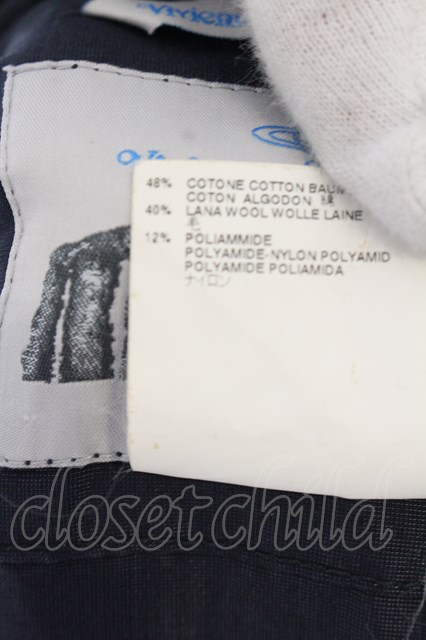 48% COTONE COTTON BAUM
COTON ALGODON 綿
40% LANA WOOL WOLLE LAINE
毛
12% POLIAMMIDE
POLYAMIDE-NYLON POLYAMID
POLYAMIDE POLIAMIDA
ナイロン
closetchild